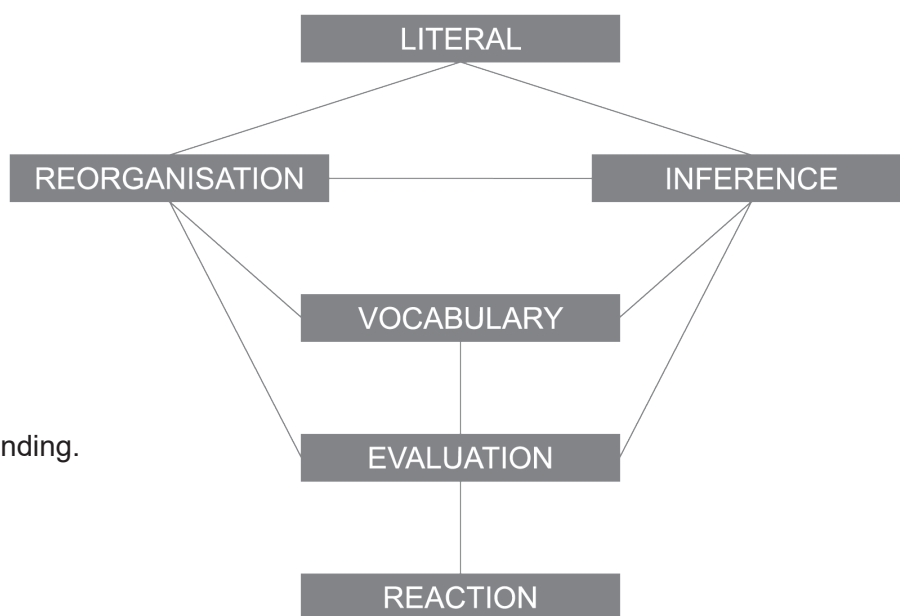 LITERAL
REORGANISATION INFERENCE
VOCABULARY
nding.
EVALUATION
REACTION